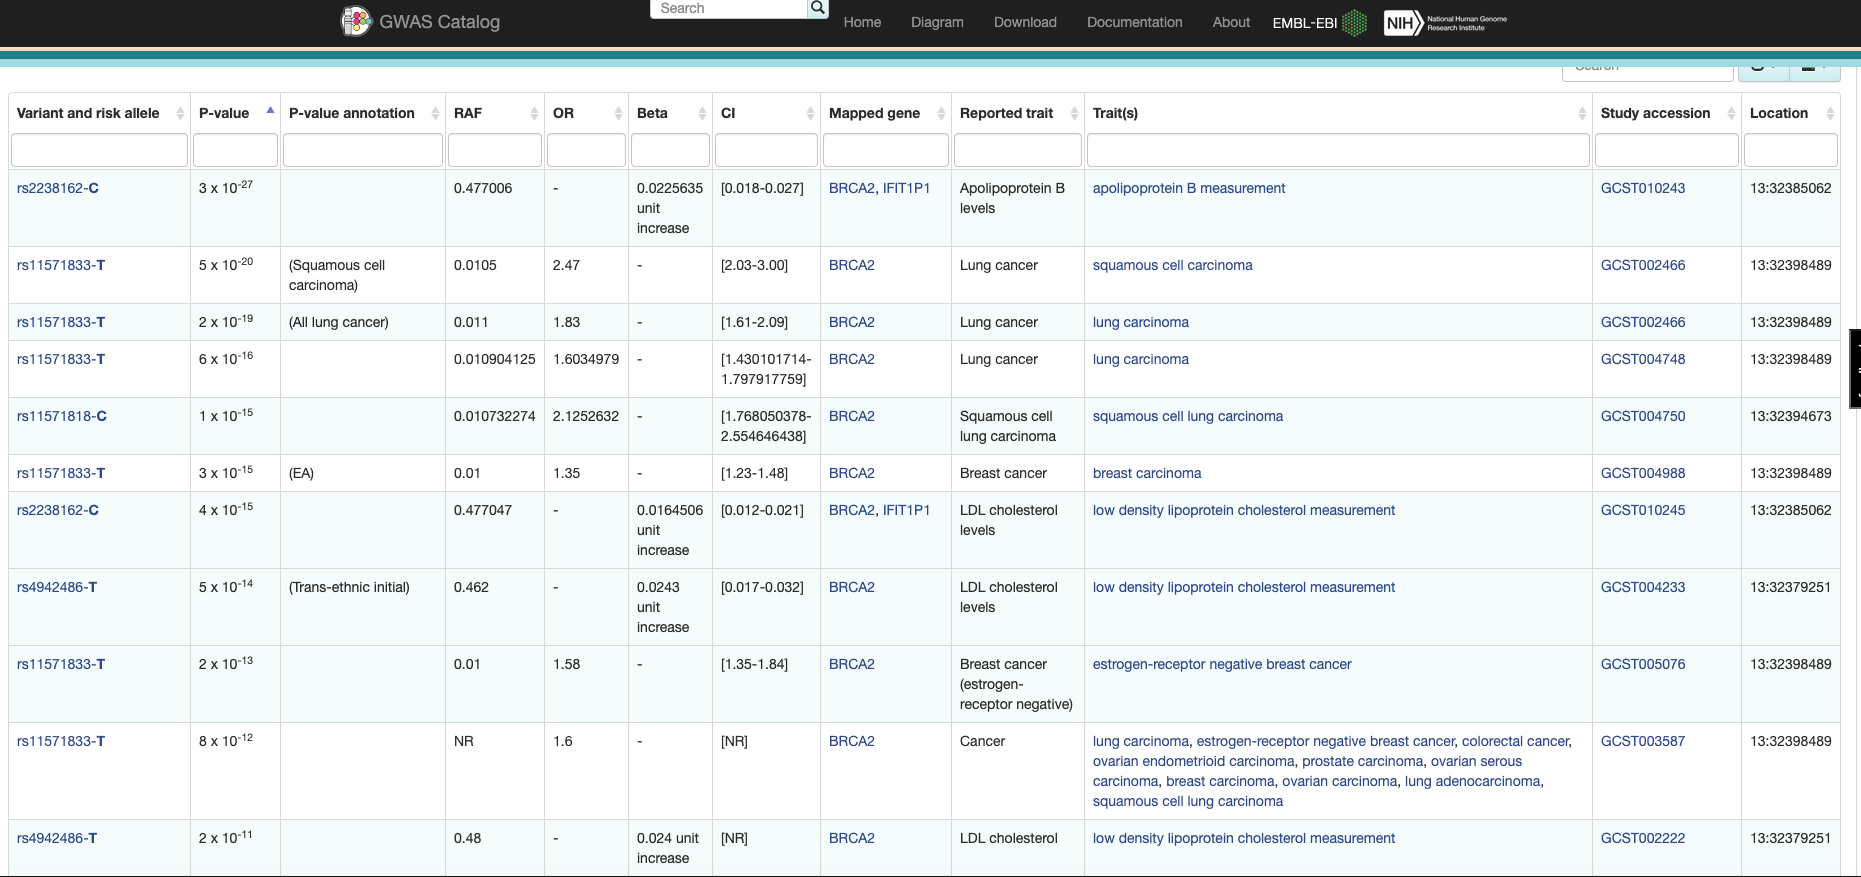 GWAS Catalog
Search
Home Diagram Download Documentation About EMBL-EBI NIH National Human Genome
Research Institute
Search
Variant and risk allele P-value P-value annotation RAF OR Beta CI Mapped gene Reported trait Trait(s) Study accession Location
rs2238162-C 3 x 10-27 0.477006 - 0.0225635 [0.018-0.027] BRCA2, IFIT1P1 Apolipoprotein B apolipoprotein B measurement GCST010243 13:32385062
unit levels
increase
rs11571833-T 5 x 10-20 (Squamous cell 0.0105 2.47 - [2.03-3.00] BRCA2 Lung cancer squamous cell carcinoma GCST002466 13:32398489
carcinoma)
rs11571833-T 2 x 10-19 (All lung cancer) 0.011 1.83 - [1.61-2.09] BRCA2 Lung cancer lung carcinoma GCST002466 13:32398489
rs11571833-T 6 x 10-16 0.010904125 1.6034979 - [1.430101714- BRCA2 Lung cancer lung carcinoma GCST004748 13:32398489
1.797917759]
rs11571818-C 1 x 10-15 0.010732274 2.1252632 - [1.768050378- BRCA2 Squamous cell squamous cell lung carcinoma GCST004750 13:32394673
2.554646438] lung carcinoma
rs11571833-T 3 x 10-15 (EA) 0.01 1.35 - [1.23-1.48] BRCA2 Breast cancer breast carcinoma GCST004988 13:32398489
rs2238162-C 4 x 10-15 0.477047 - 0.0164506 [0.012-0.021] BRCA2, IFIT1P1 LDL cholesterol low density lipoprotein cholesterol measurement GCST010245 13:32385062
unit levels
increase
rs4942486-T 5 x 10-14 (Trans-ethnic initial) 0.462 - 0.0243 [0.017-0.032] BRCA2 LDL cholesterol low density lipoprotein cholesterol measurement GCST004233 13:32379251
unit levels
increase
rs11571833-T 2 x 10-13 0.01 1.58 - [1.35-1.84] BRCA2 Breast cancer estrogen-receptor negative breast cancer GCST005076 13:32398489
(estrogen-
receptor negative)
rs11571833-T 8 x 10-12 NR 1.6 - [NR] BRCA2 Cancer lung carcinoma, estrogen-receptor negative breast cancer, colorectal cancer, GCST003587 13:32398489
ovarian endometrioid carcinoma, prostate carcinoma, ovarian serous
carcinoma, breast carcinoma, ovarian carcinoma, lung adenocarcinoma,
squamous cell lung carcinoma
rs4942486-T 2 x 10-11 0.48 - 0.024 unit [NR] BRCA2 LDL cholesterol low density lipoprotein cholesterol measurement GCST002222 13:32379251
increase